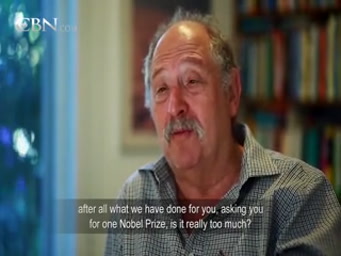 CBN.com
after all what we have done for you, asking you
for one Nobel Prize, is it really too much?